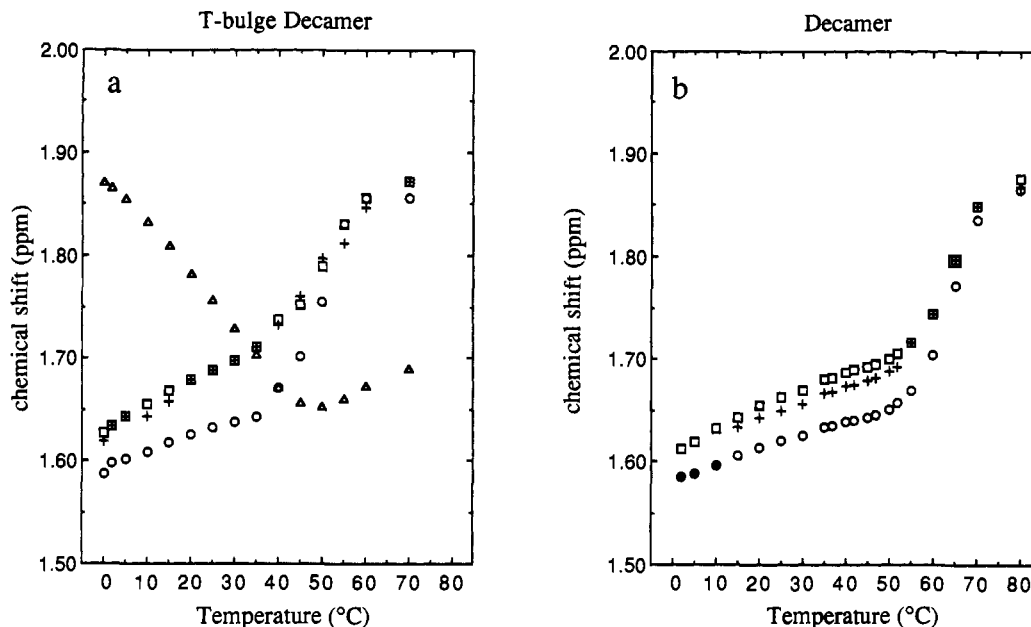 T-bulge Decamer
a
2.00
1.90
1.80
1.70
1.60
1.50
chemical shift (ppm)
0 10 20 30 40 50 60 70 80
Temperature (°C)
Decamer
b
2.00
1.90
1.80
1.70
1.60
1.50
chemical shift (ppm)
0 10 20 30 40 50 60 70 80
Temperature (°C)